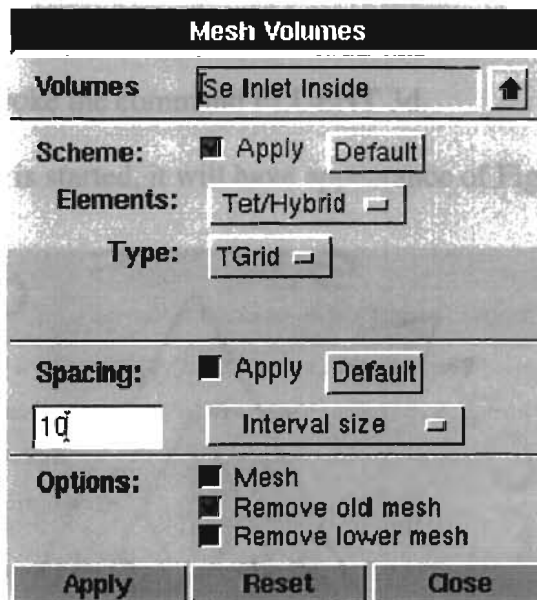 Mesh Volumes
Volumes Se Inlet Inside
Scheme: Apply Default
Elements: Tet/Hybrid
Type: TGrid
Spacing: Apply Default
10 Interval size
Options: Mesh
Remove old mesh
Remove lower mesh
Apply Reset Close